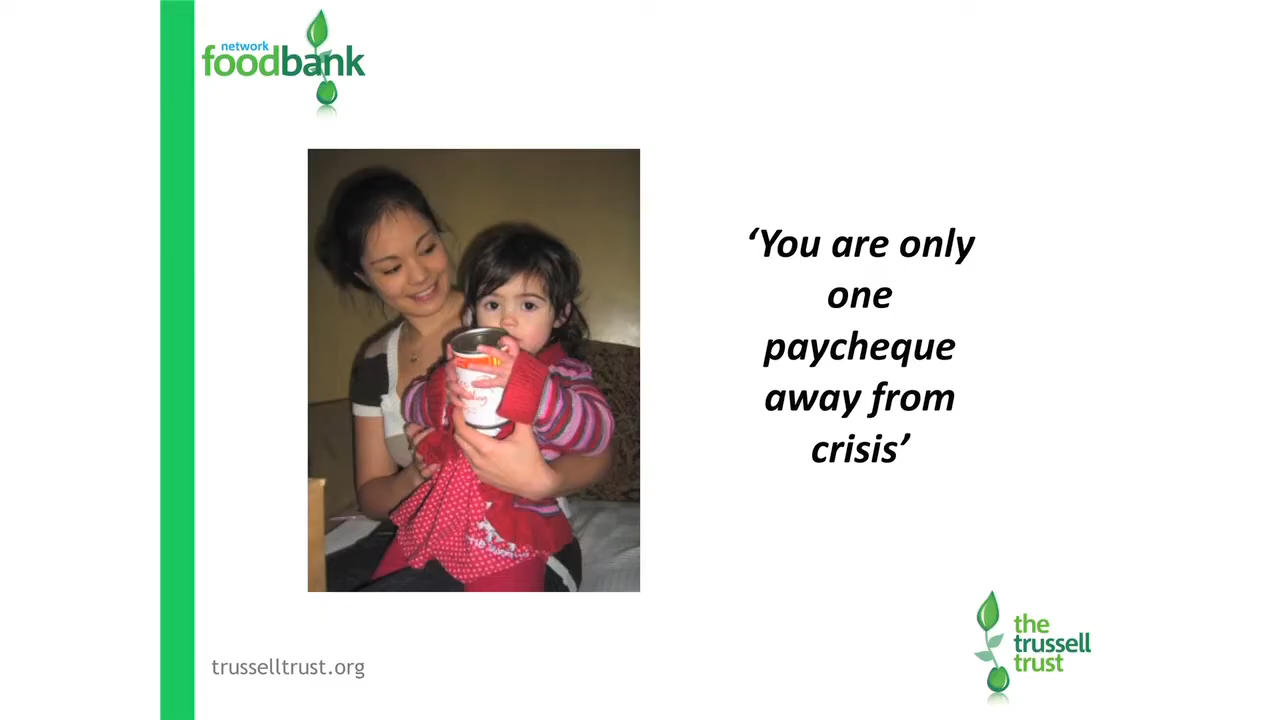 network
foodbank
‘You are only
one
paycheque
away from
crisis’
trusselltrust.org
the
trussell
trust